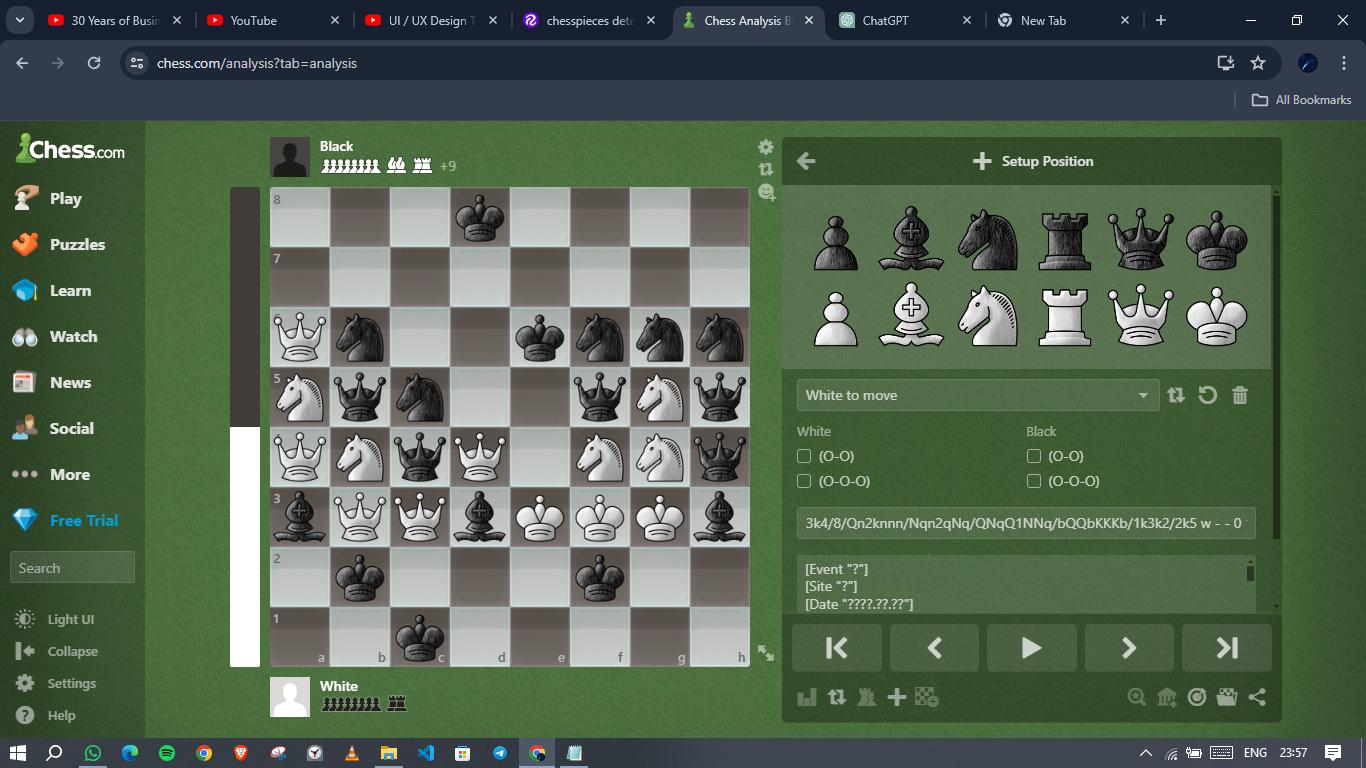 30 Years of Busin
YouTube
UI / UX Design T
chesspieces dete
Chess Analysis B
ChatGPT
New Tab
chess.com/analysis?tab=analysis
All Bookmarks
Chess.com
Play
Puzzles
Learn
Watch
News
Social
More
Free Trial
Search
Light UI
Collapse
Settings
Help
Black
+9
8
7
5
3
2
1
a b c d e f g h
White
Setup Position
White to move
White
Black
(O-O)
(O-O)
(O-O-O)
(O-O-O)
3k4/8/Qn2knnn/Nqn2qNq/QNqQ1NNq/bQQbKKKb/1k3k2/2k5 w - - 0
[Event "?"]
[Site "?"]
[Date "????.??.??"]
ENG
23:57